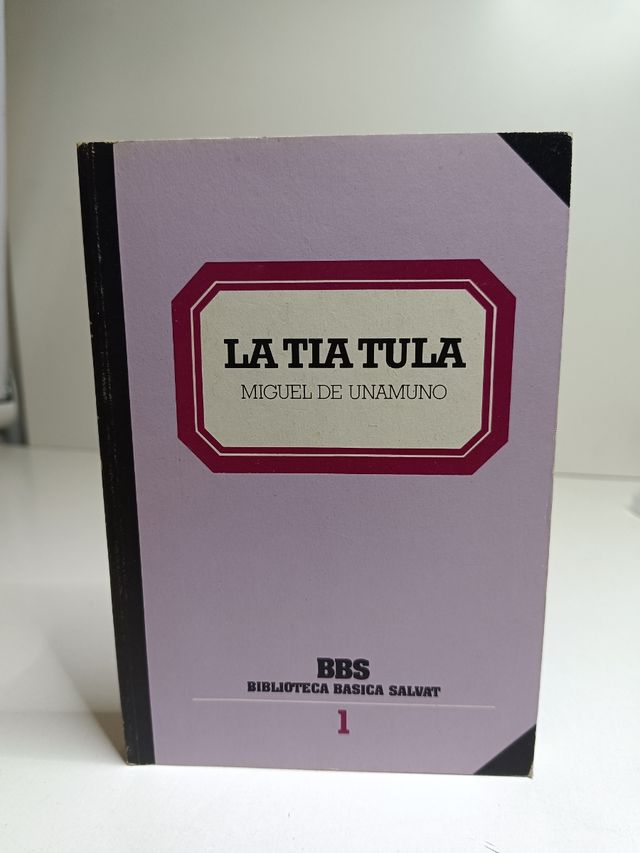 LA TIA TULA
MIGUEL DE UNAMUNO
BBS
BIBLIOTECA BASICA SALVAT
1